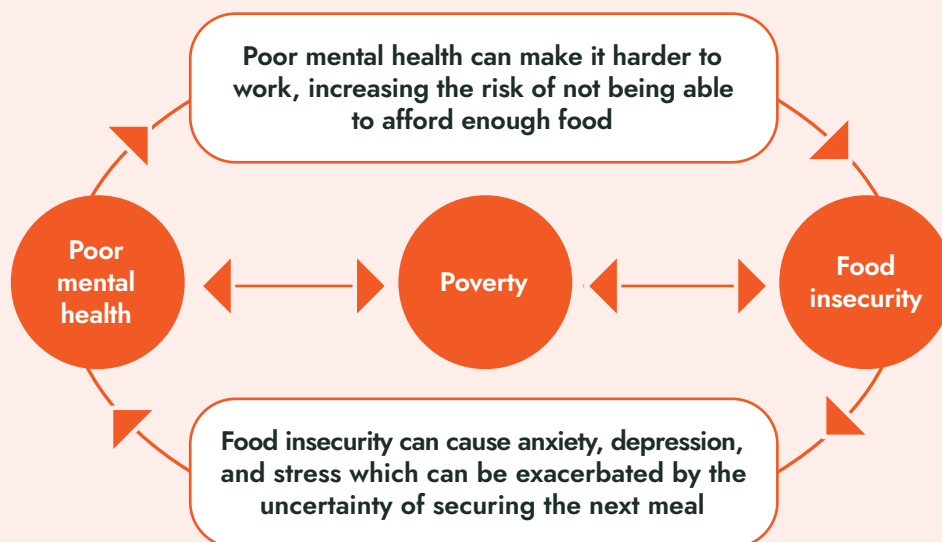 Poor mental health can make it harder to
work, increasing the risk of not being able
to afford enough food
Poor
mental
health
Poverty
Food
insecurity
Food insecurity can cause anxiety, depression,
and stress which can be exacerbated by the
uncertainty of securing the next meal